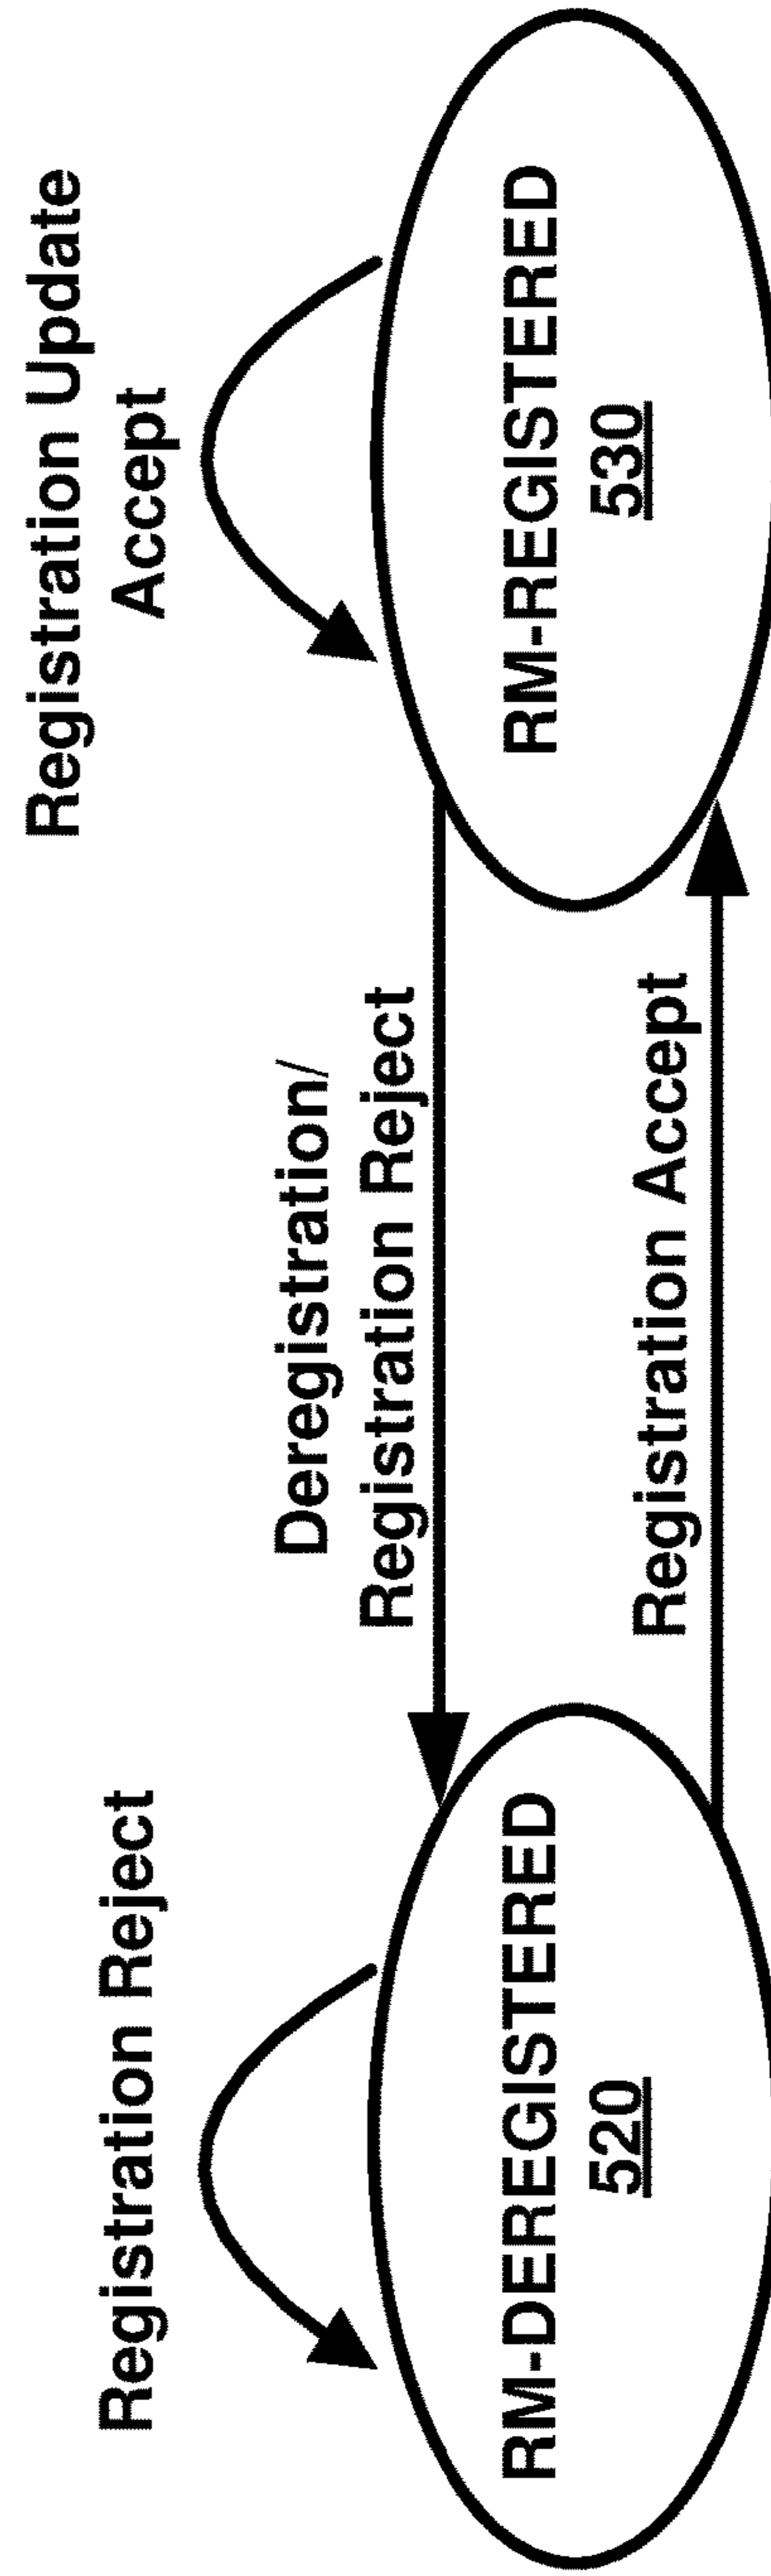 Registration Reject
Registration Update
Accept
Deregistration/
Registration Reject
RM-DEREGISTERED
520
RM-REGISTERED
530
Registration Accept